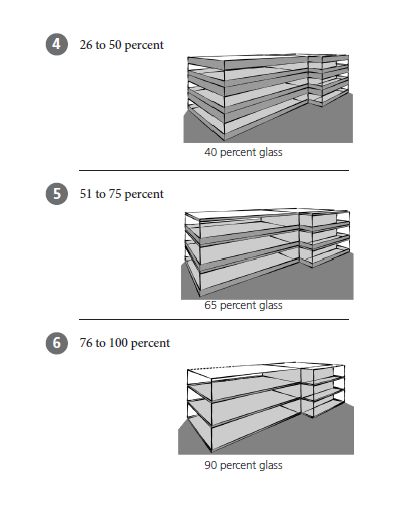 4 26 to 50 percent
40 percent glass
5 51 to 75 percent
65 percent glass
6 76 to 100 percent
90 percent glass